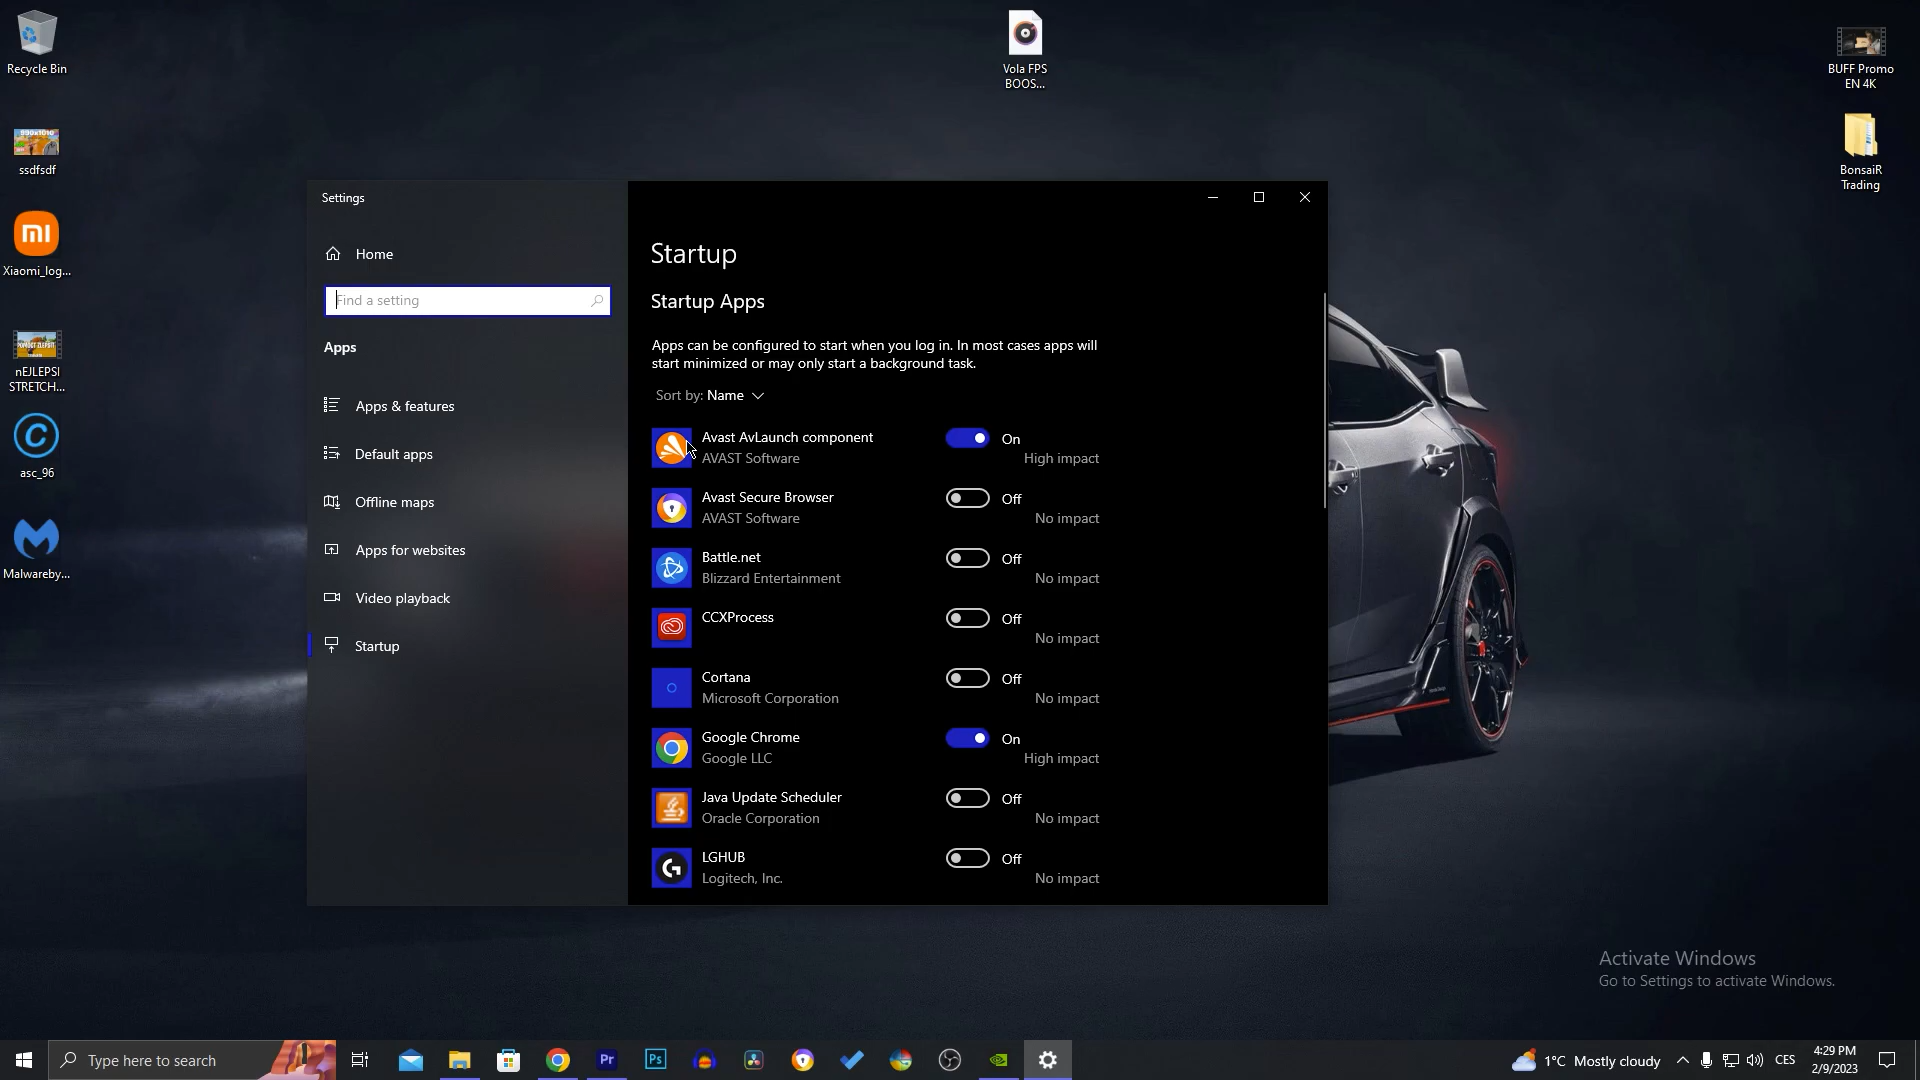 Recycle Bin
ssdfsdf
Xiaomi_log...
nEJLEPSI
STRETCH...
asc_96
Malwareby...
Vola FPS
BOOS...
BUFF Promo
EN 4K
BonsaiR
Trading
Settings
Home
Find a setting
Apps
Apps & features
Default apps
Offline maps
Apps for websites
Video playback
Startup
Startup
Startup Apps
Apps can be configured to start when you log in. In most cases apps will
start minimized or may only start a background task.
Sort by: Name
Avast AvLaunch component
On
AVAST Software
High impact
Avast Secure Browser
Off
AVAST Software
No impact
Battle.net
Off
Blizzard Entertainment
No impact
CCXProcess
Off
No impact
Cortana
Off
Microsoft Corporation
No impact
Google Chrome
On
Google LLC
High impact
Java Update Scheduler
Off
Oracle Corporation
No impact
LGHUB
Off
Logitech, Inc.
No impact
Activate Windows
Go to Settings to activate Windows.
Type here to search
Pr
Ps
1°C Mostly cloudy
CES
4:29 PM
2/9/2023